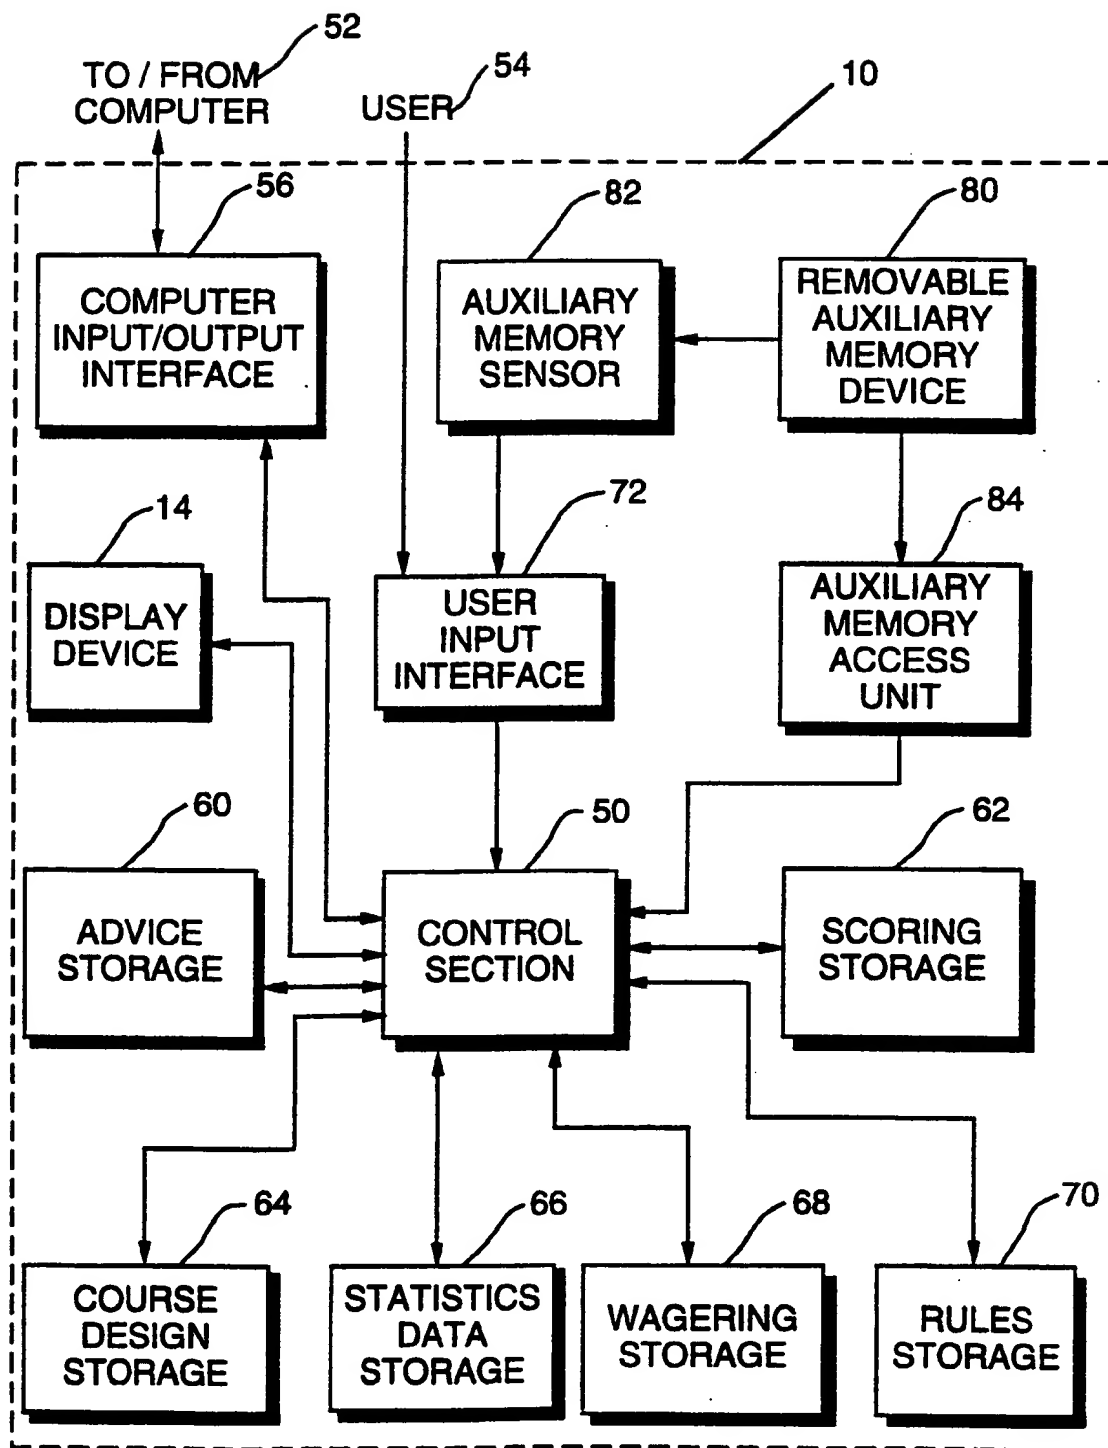 52
TO / FROM
COMPUTER
54
USER
10
56
COMPUTER
INPUT/OUTPUT
INTERFACE
82
AUXILIARY
MEMORY
SENSOR
80
REMOVABLE
AUXILIARY
MEMORY
DEVICE
14
DISPLAY
DEVICE
72
USER
INPUT
INTERFACE
84
AUXILIARY
MEMORY
ACCESS
UNIT
60
ADVICE
STORAGE
50
CONTROL
SECTION
62
SCORING
STORAGE
64
COURSE
DESIGN
STORAGE
66
STATISTICS
DATA
STORAGE
68
WAGERING
STORAGE
70
RULES
STORAGE